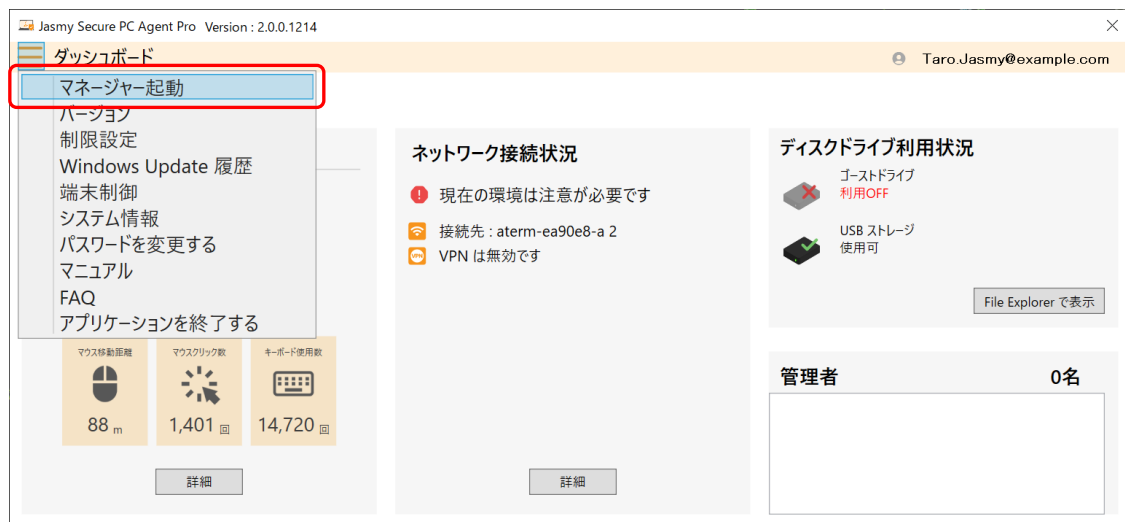 Jasmy Secure PC Agent Pro Version : 2.0.0.1214
ダッシュボード
Taro.Jasmy@example.com
マネージャー起動
バージョン
制限設定
Windows Update 履歴
端末制御
システム情報
パスワードを変更する
マニュアル
FAQ
アプリケーションを終了する
マウス移動距離
88 m
マウスクリック数
1,401 回
キーボード使用数
14,720 回
詳細
ネットワーク接続状況
現在の環境は注意が必要です
接続先 : aterm-ea90e8-a 2
VPN
VPN は無効です
詳細
ディスクドライブ利用状況
ゴーストドライブ
利用OFF
USB ストレージ
使用可
File Explorer で表示
管理者 0名